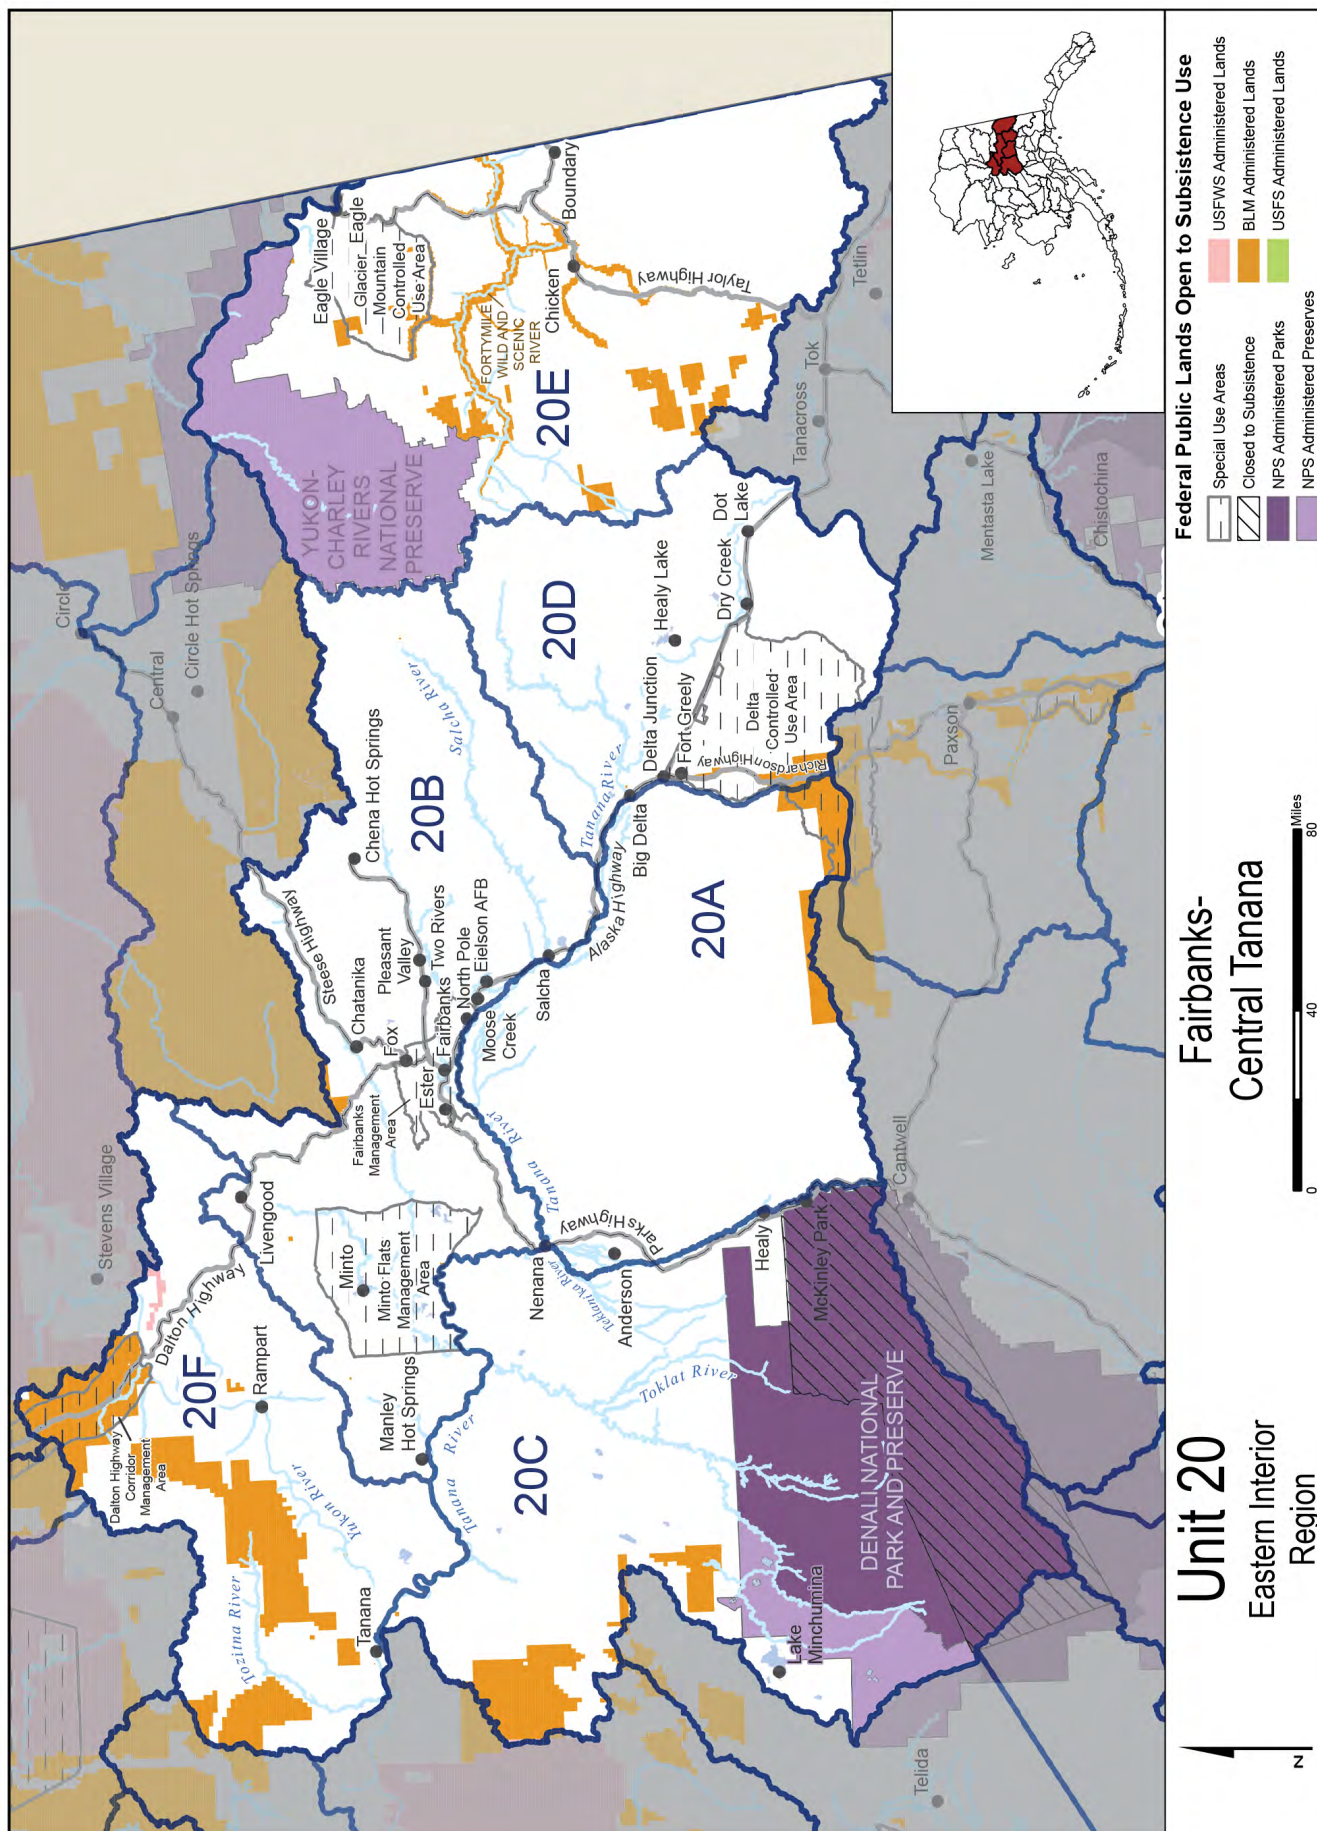 Stevens Village
Circle
Central
Circle Hot Springs
Dalton Highway
Corridor
Management
Area
Dalton Highway
20F
Rampart
Livengood
Tozitna River
Yukon River
Tanana
Steese Highway
Chatanika
Chena Hot Springs
Pleasant
Valley
Two Rivers
Fox
Fairbanks
Management
Area
Ester
Fairbanks
North Pole
Eielson AFB
Moose
Creek
Salcha
20B
Salcha River
Minto
Minto Flats
Management
Area
Manley
Hot Springs
Tanana River
20C
Nenana
Tanana River
Anderson
Teklanika River
Parks Highway
Toklat River
Healy
McKinley Park
DENALI NATIONAL
PARK AND PRESERVE
Lake
Minchumina
Telida
Cantwell
20A
Alaska Highway
Tanana River
Big Delta
Delta Junction
Fort Greely
Richardson Highway
Delta
Controlled
Use Area
Healy Lake
Dry Creek
Dot
Lake
20D
Paxson
YUKON-
CHARLEY
RIVERS
NATIONAL
PRESERVE
Eagle Village
Eagle
Glacier
Mountain
Controlled
Use Area
FORTYMILE
WILD AND
SCENIC
RIVER
20E
Chicken
Boundary
Taylor Highway
Tanacross
Tok
Tetlin
Mentasta Lake
Chistochina
Unit 20
Eastern Interior
Region
N
Fairbanks-
Central Tanana
0
40
80
Miles
Federal Public Lands Open to Subsistence Use
Special Use Areas
Closed to Subsistence
NPS Administered Parks
NPS Administered Preserves
USFWS Administered Lands
BLM Administered Lands
USFS Administered Lands